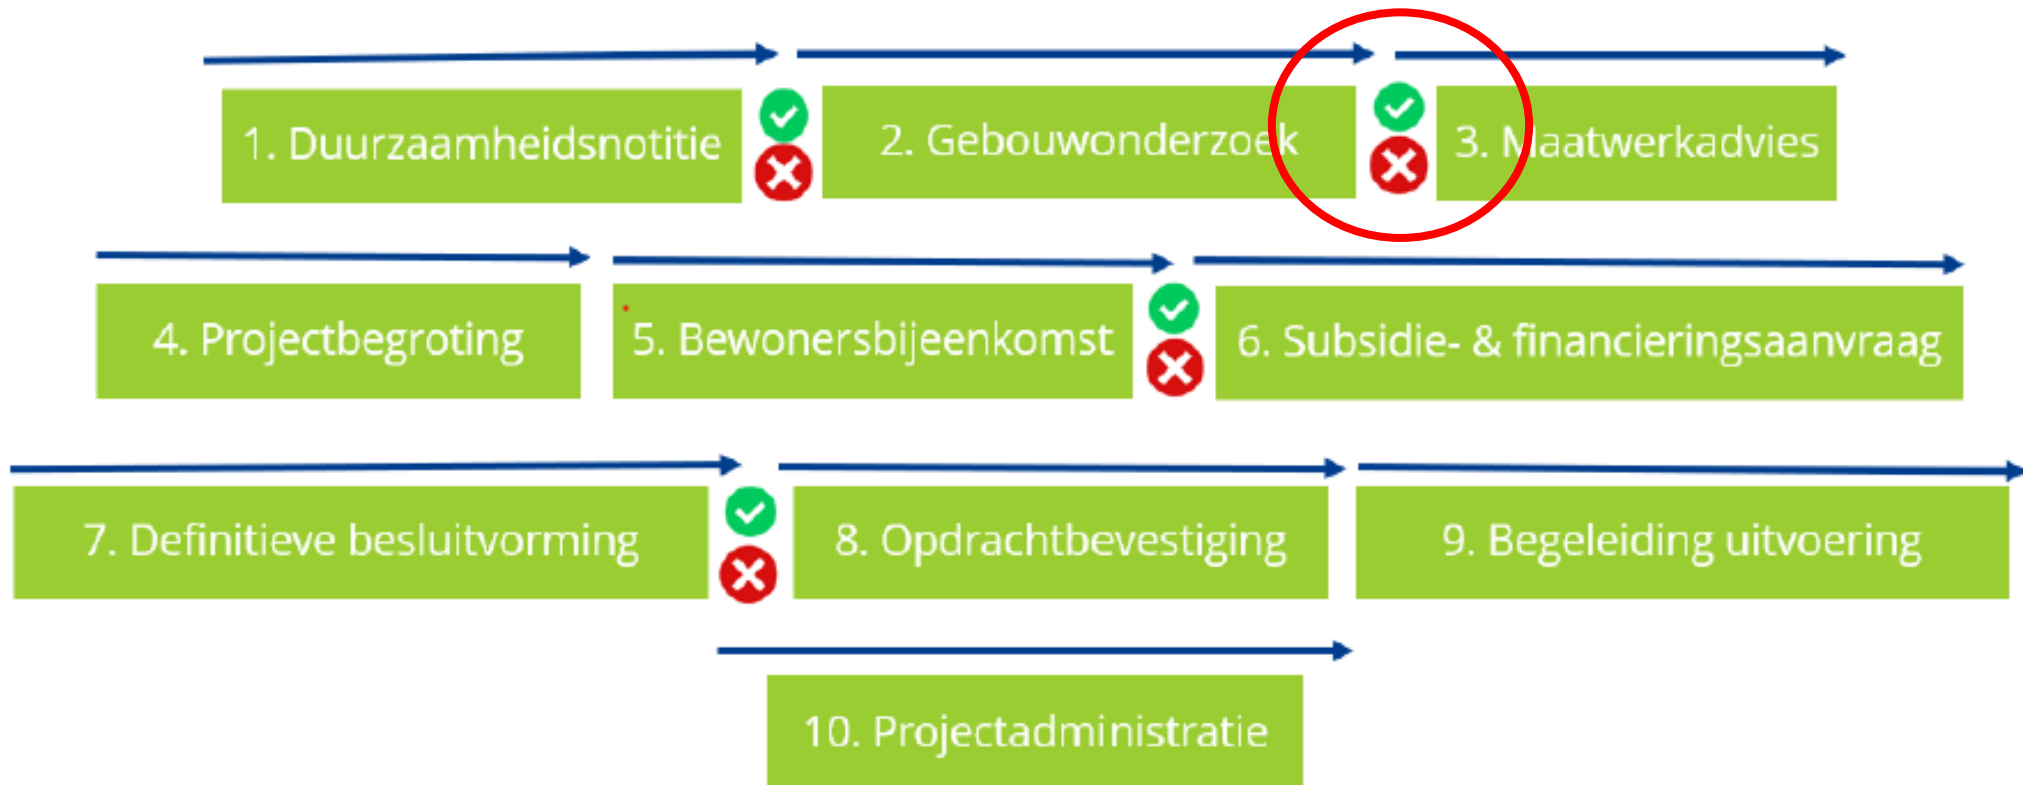 1. Duurzaamheidsnotitie
2. Gebouwonderzoek
3. Maatwerkadvies
4. Projectbegroting
5. Bewonersbijeenkomst
6. Subsidie- & financieringsaanvraag
7. Definitieve besluitvorming
8. Opdrachtbevestiging
9. Begeleiding uitvoering
10. Projectadministratie